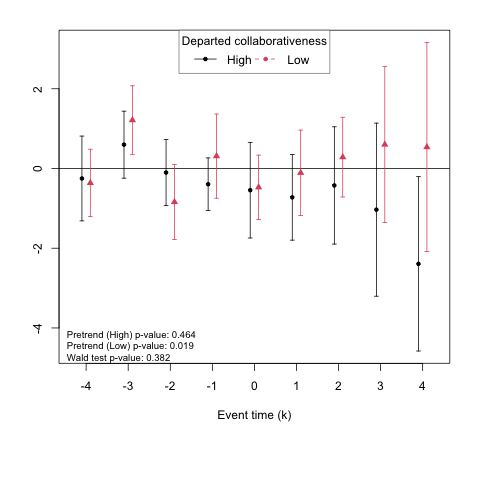 Departed collaborativeness
High Low
2
0
-2
-4
Pretrend (High) p-value: 0.464
Pretrend (Low) p-value: 0.019
Wald test p-value: 0.382
-4 -3 -2 -1 0 1 2 3 4
Event time (k)